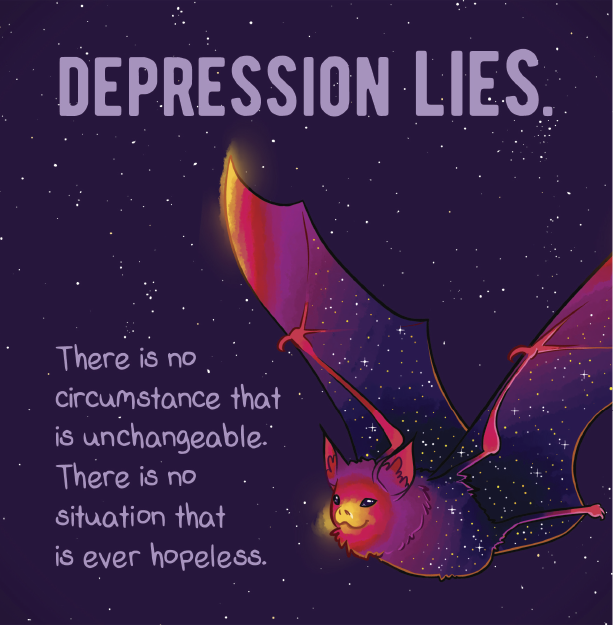 DEPRESSION LIES.
There is no
circumstance that
is unchangeable.
There is no
situation that
is ever hopeless.